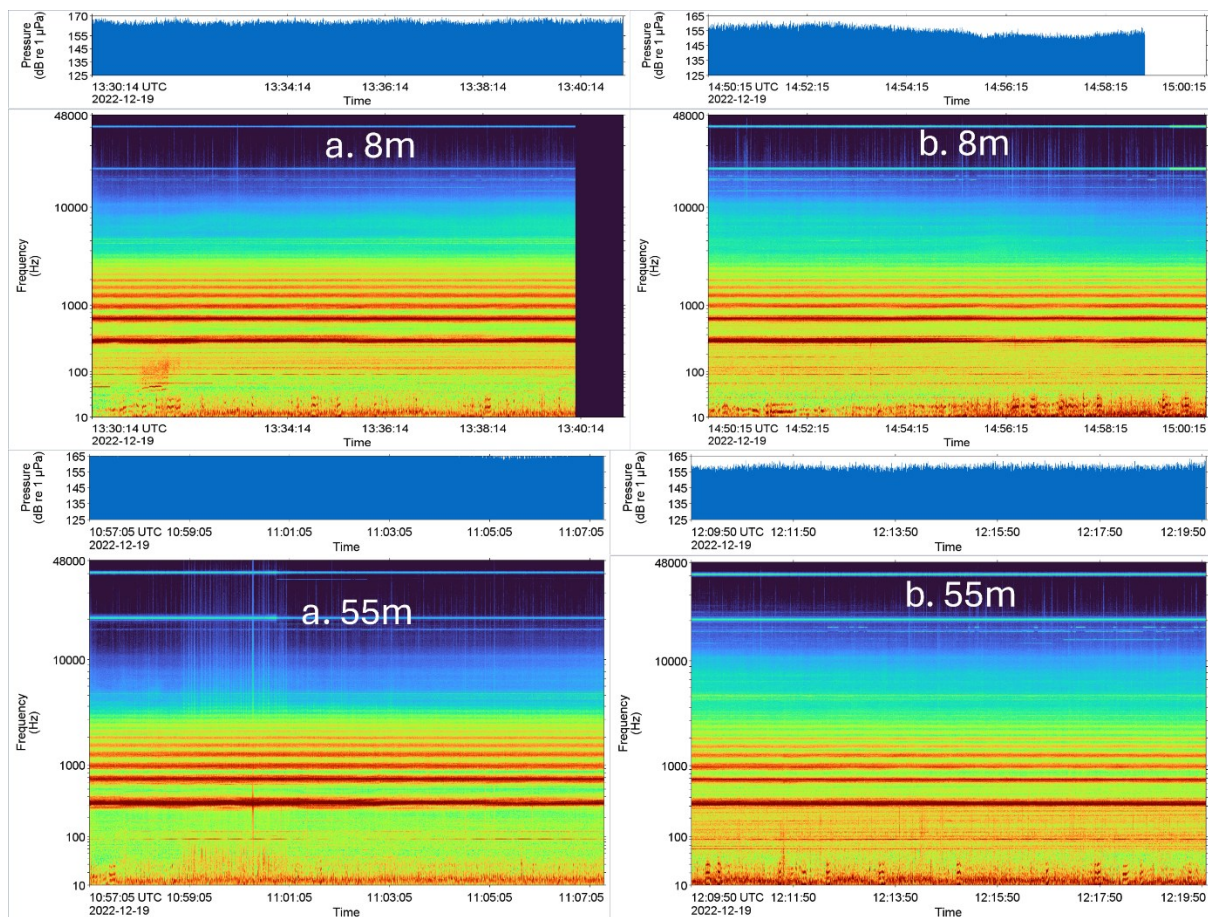 Pressure
(dB re 1 µPa)
170
165
155
145
135
125
13:30:14 UTC
13:34:14
13:36:14
13:38:14
13:40:14
2022-12-19
Time
Frequency
(Hz)
48000
10000
1000
100
10
a. 8m
13:30:14 UTC
13:34:14
13:36:14
13:38:14
13:40:14
2022-12-19
Time
Pressure
(dB re 1 µPa)
165
155
145
135
125
14:50:15 UTC
14:52:15
14:54:15
14:56:15
14:58:15
15:00:15
2022-12-19
Time
Frequency
(Hz)
48000
10000
1000
100
10
b. 8m
14:50:15 UTC
14:52:15
14:54:15
14:56:15
14:58:15
15:00:15
2022-12-19
Time
Pressure
(dB re 1 µPa)
165
155
145
135
125
10:57:05 UTC
10:59:05
11:01:05
11:03:05
11:05:05
11:07:05
2022-12-19
Time
Frequency
(Hz)
48000
10000
1000
100
10
a. 55m
10:57:05 UTC
10:59:05
11:01:05
11:03:05
11:05:05
11:07:05
2022-12-19
Time
Pressure
(dB re 1 µPa)
165
155
145
135
125
12:09:50 UTC
12:11:50
12:13:50
12:15:50
12:17:50
12:19:50
2022-12-19
Time
Frequency
(Hz)
48000
10000
1000
100
10
b. 55m
12:09:50 UTC
12:11:50
12:13:50
12:15:50
12:17:50
12:19:50
2022-12-19
Time